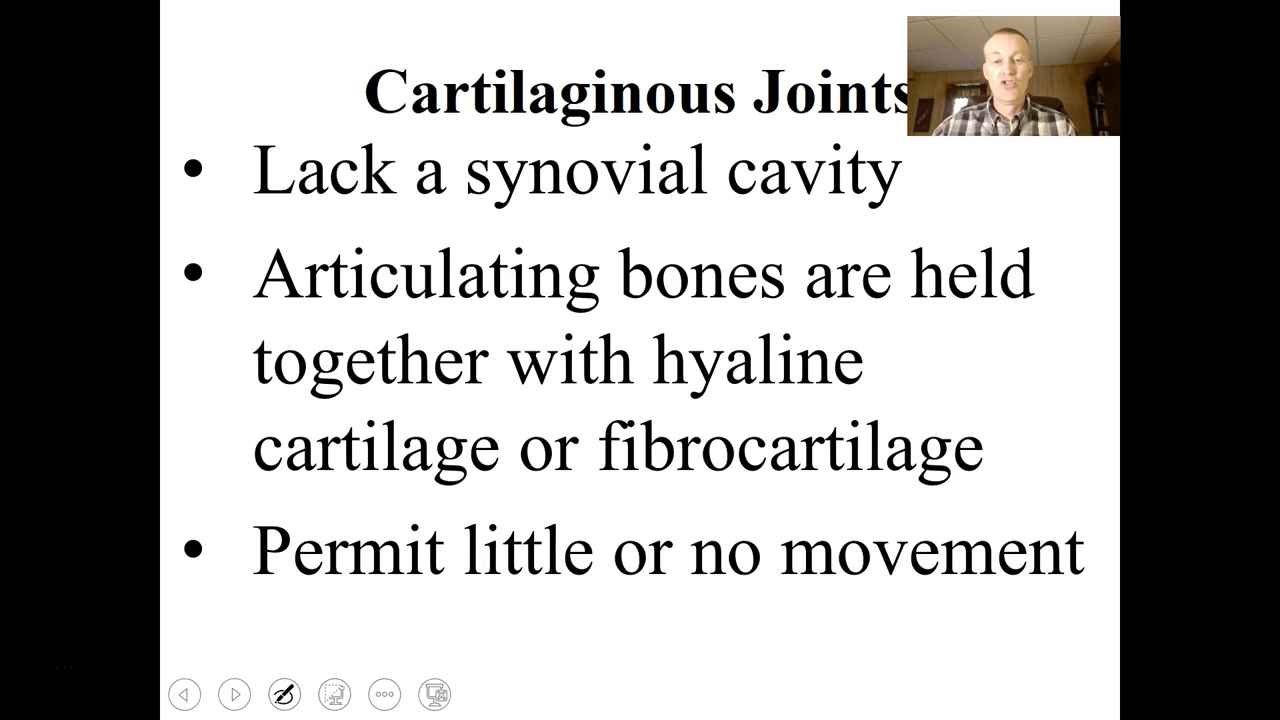 Cartilaginous Joints
• Lack a synovial cavity
• Articulating bones are held
together with hyaline
cartilage or fibrocartilage
• Permit little or no movement